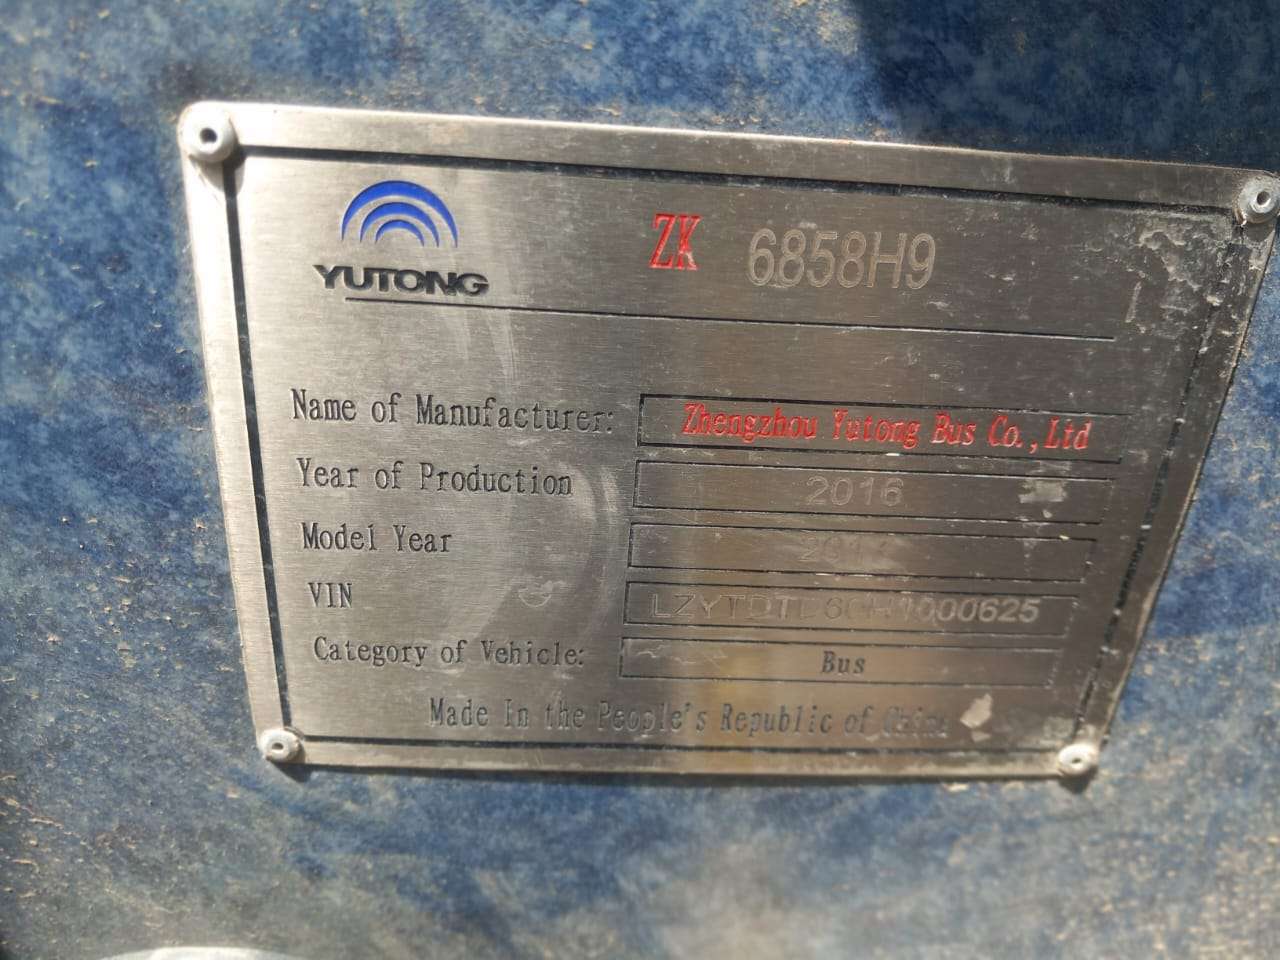 YUTONG
ZK 6858H9
Name of Manufacturer: Zhengzhou Yutong Bus Co.,Ltd
Year of Production 2016
Model Year
VIN
Category of Vehicle: Bus
Made In the People's Republic of China